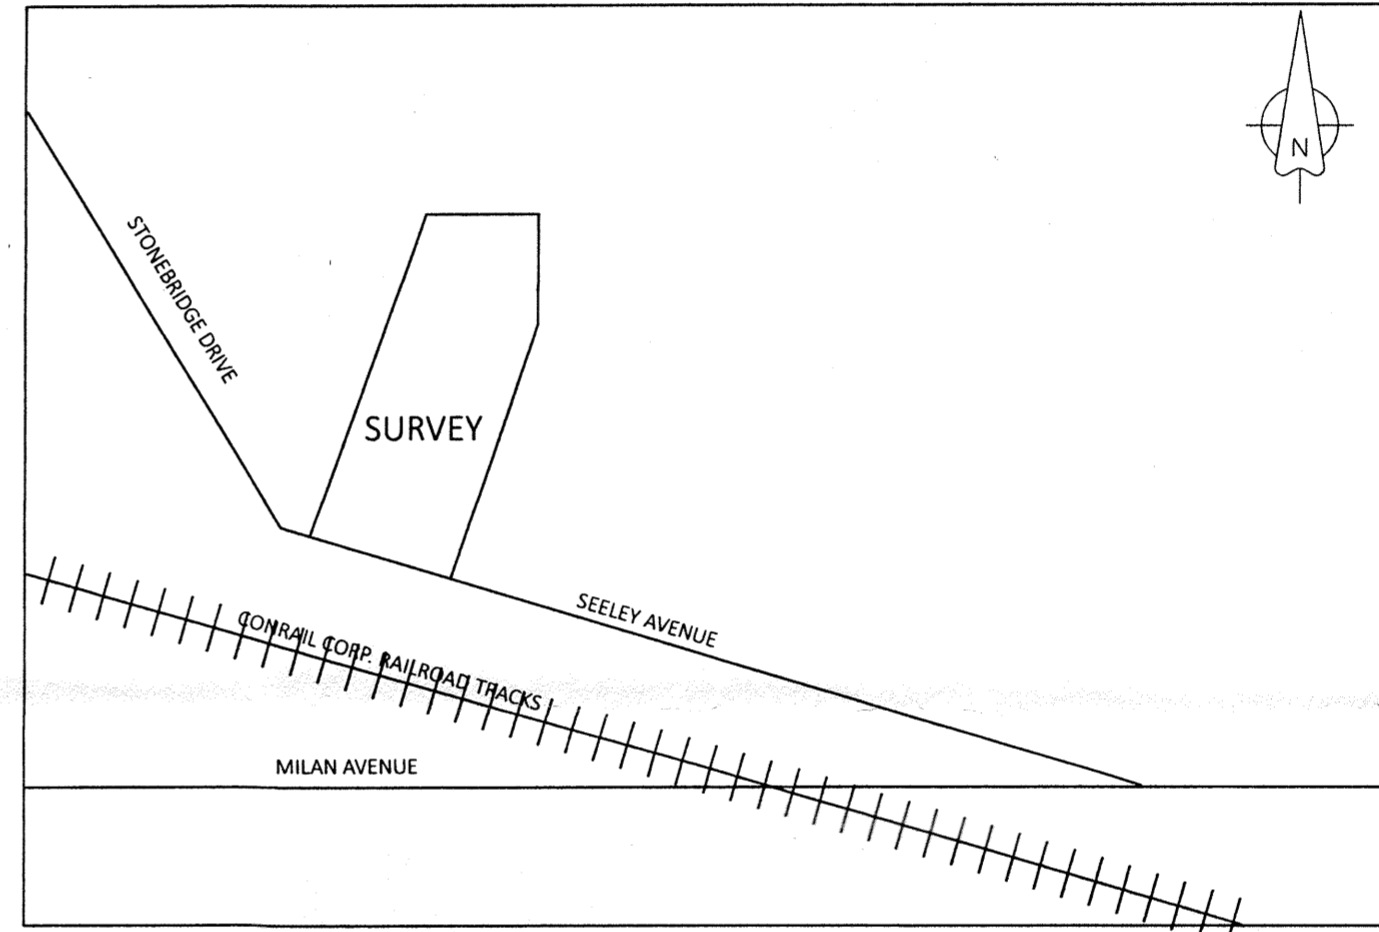 N
STONEBRIDGE DRIVE
SURVEY
SEELEY AVENUE
CONRAIL CORP. RAILROAD TRACKS
MILAN AVENUE